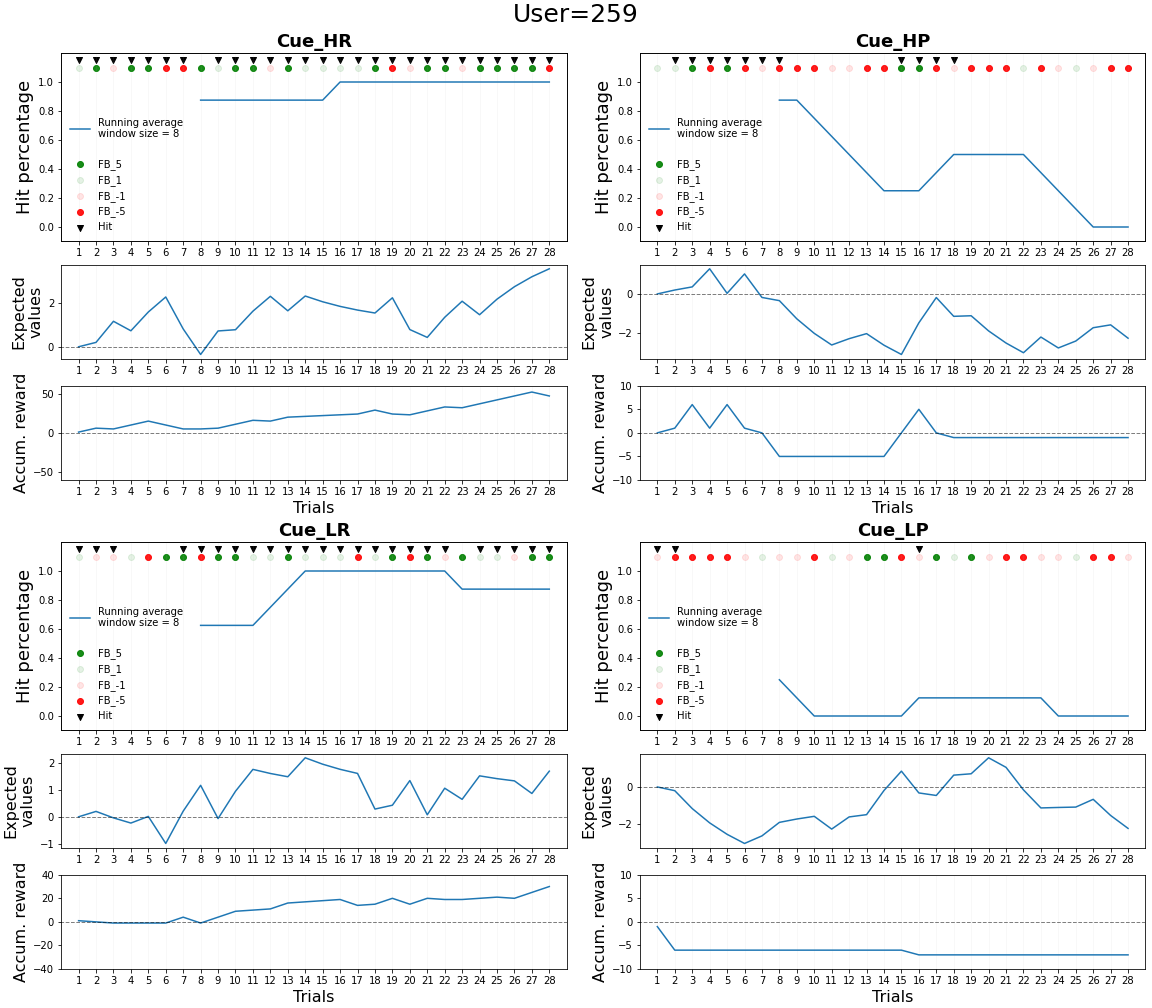 User=259
Cue_HR
Hit percentage
1.0
0.8
0.6
0.4
0.2
0.0
Running average
window size = 8
FB_5
FB_1
FB_-1
FB_-5
Hit
1 2 3 4 5 6 7 8 9 10 11 12 13 14 15 16 17 18 19 20 21 22 23 24 25 26 27 28
Expected
values
2
0
1 2 3 4 5 6 7 8 9 10 11 12 13 14 15 16 17 18 19 20 21 22 23 24 25 26 27 28
Accum. reward
50
0
−50
1 2 3 4 5 6 7 8 9 10 11 12 13 14 15 16 17 18 19 20 21 22 23 24 25 26 27 28
Trials
Cue_HP
Hit percentage
1.0
0.8
0.6
0.4
0.2
0.0
Running average
window size = 8
FB_5
FB_1
FB_-1
FB_-5
Hit
1 2 3 4 5 6 7 8 9 10 11 12 13 14 15 16 17 18 19 20 21 22 23 24 25 26 27 28
Expected
values
0
−2
1 2 3 4 5 6 7 8 9 10 11 12 13 14 15 16 17 18 19 20 21 22 23 24 25 26 27 28
Accum. reward
10
5
0
−5
−10
1 2 3 4 5 6 7 8 9 10 11 12 13 14 15 16 17 18 19 20 21 22 23 24 25 26 27 28
Trials
Cue_LR
Hit percentage
1.0
0.8
0.6
0.4
0.2
0.0
Running average
window size = 8
FB_5
FB_1
FB_-1
FB_-5
Hit
1 2 3 4 5 6 7 8 9 10 11 12 13 14 15 16 17 18 19 20 21 22 23 24 25 26 27 28
Expected
values
2
1
0
−1
1 2 3 4 5 6 7 8 9 10 11 12 13 14 15 16 17 18 19 20 21 22 23 24 25 26 27 28
Accum. reward
40
20
0
−20
−40
1 2 3 4 5 6 7 8 9 10 11 12 13 14 15 16 17 18 19 20 21 22 23 24 25 26 27 28
Trials
Cue_LP
Hit percentage
1.0
0.8
0.6
0.4
0.2
0.0
Running average
window size = 8
FB_5
FB_1
FB_-1
FB_-5
Hit
1 2 3 4 5 6 7 8 9 10 11 12 13 14 15 16 17 18 19 20 21 22 23 24 25 26 27 28
Expected
values
0
−2
1 2 3 4 5 6 7 8 9 10 11 12 13 14 15 16 17 18 19 20 21 22 23 24 25 26 27 28
Accum. reward
10
5
0
−5
−10
1 2 3 4 5 6 7 8 9 10 11 12 13 14 15 16 17 18 19 20 21 22 23 24 25 26 27 28
Trials